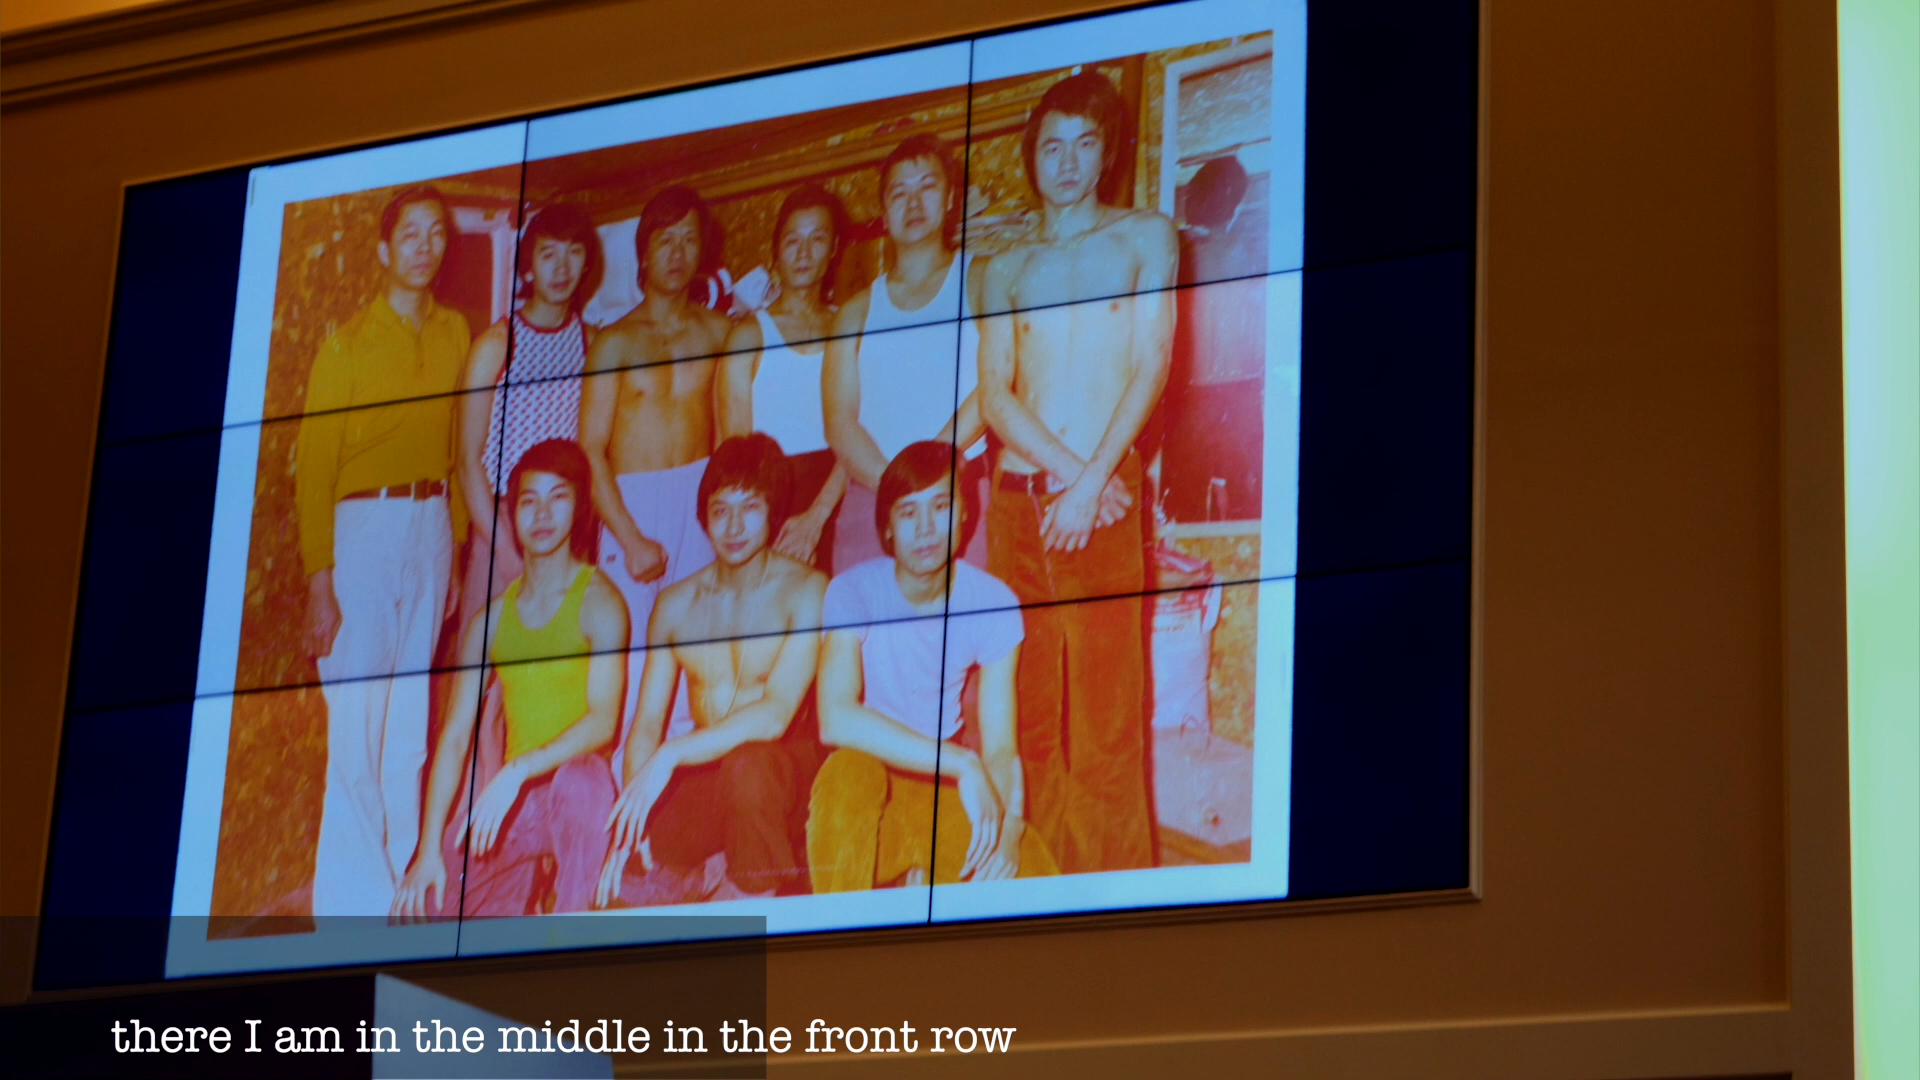 there I am in the middle in the front row